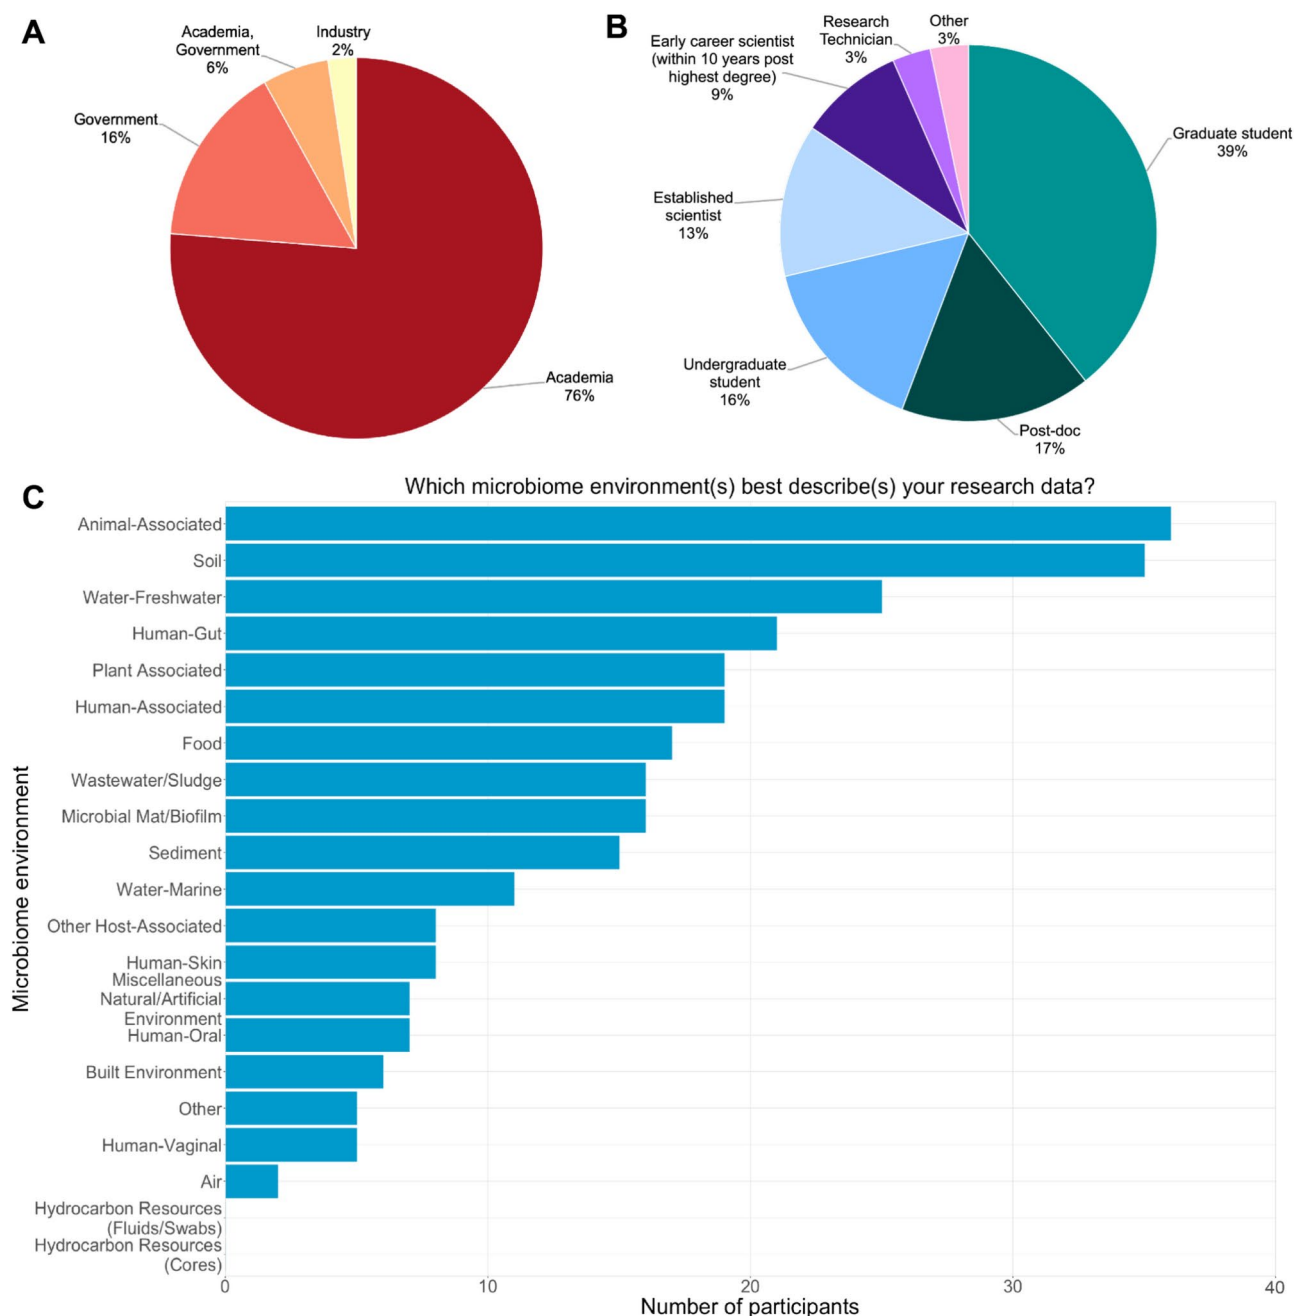 A
Academia,
Government
6%
Industry
2%
Government
16%
Academia
76%
B
Early career scientist
(within 10 years post
highest degree)
9%
Research
Technician
3%
Other
3%
Graduate student
39%
Established
scientist
13%
Undergraduate
student
16%
Post-doc
17%
C
Which microbiome environment(s) best describe(s) your research data?
Microbiome environment
Animal-Associated
Soil
Water-Freshwater
Human-Gut
Plant Associated
Human-Associated
Food
Wastewater/Sludge
Microbial Mat/Biofilm
Sediment
Water-Marine
Other Host-Associated
Human-Skin
Miscellaneous
Natural/Artificial
Environment
Human-Oral
Built Environment
Other
Human-Vaginal
Air
Hydrocarbon Resources
(Fluids/Swabs)
Hydrocarbon Resources
(Cores)
0 10 20 30 40
Number of participants